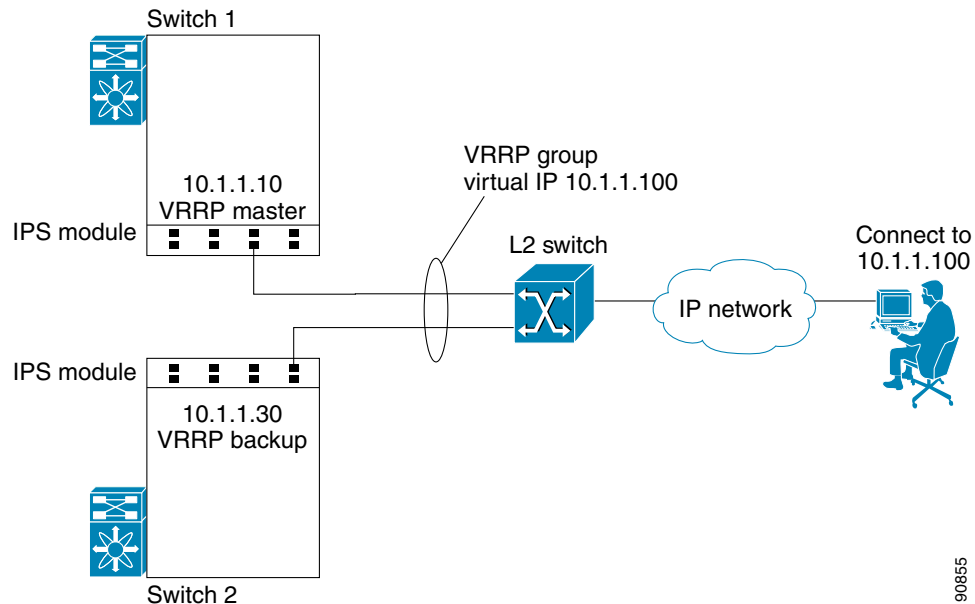 Switch 1
10.1.1.10
VRRP master
IPS module
VRRP group
virtual IP 10.1.1.100
L2 switch
IP network
Connect to
10.1.1.100
IPS module
10.1.1.30
VRRP backup
Switch 2
90855